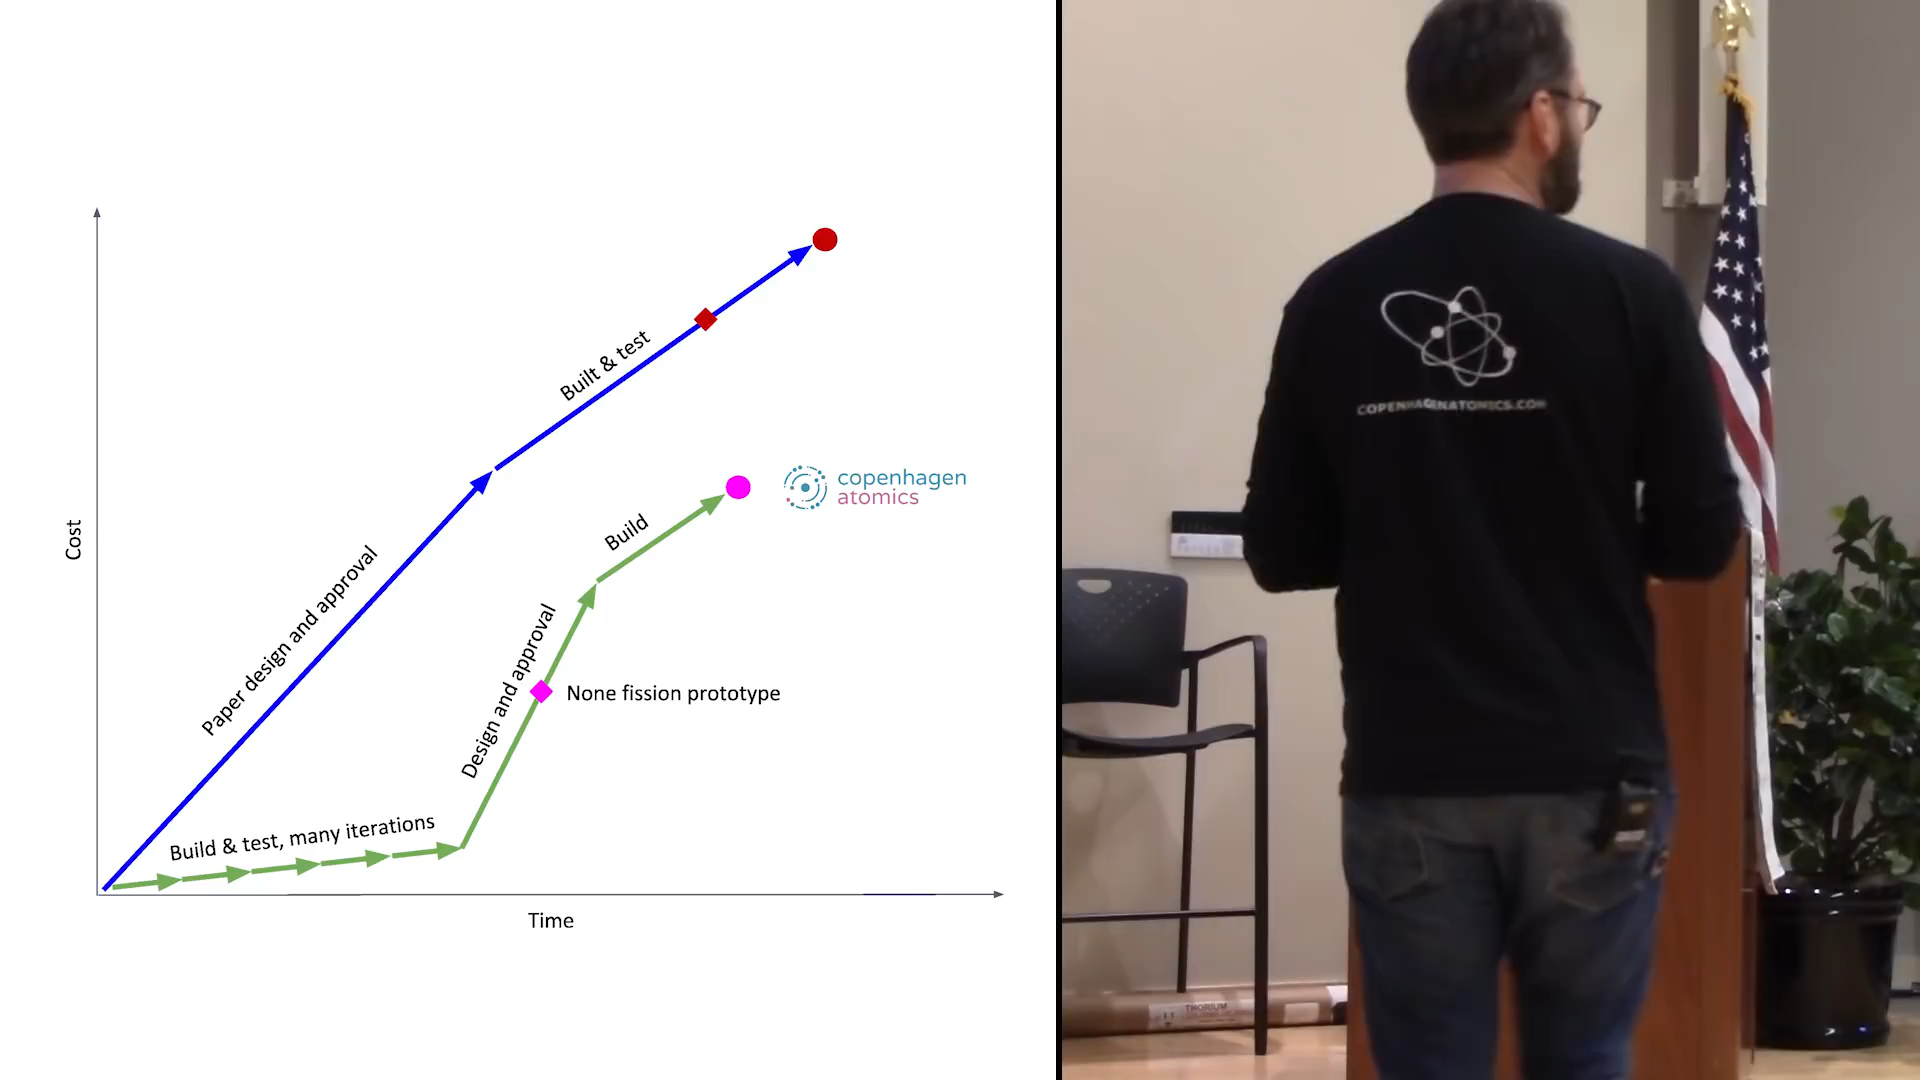 Cost
Paper design and approval
Built & test
copenhagen
atomics
Build
Design and approval
None fission prototype
Build & test, many iterations
Time
COPENHAGENATOMICS.COM
THORIUM